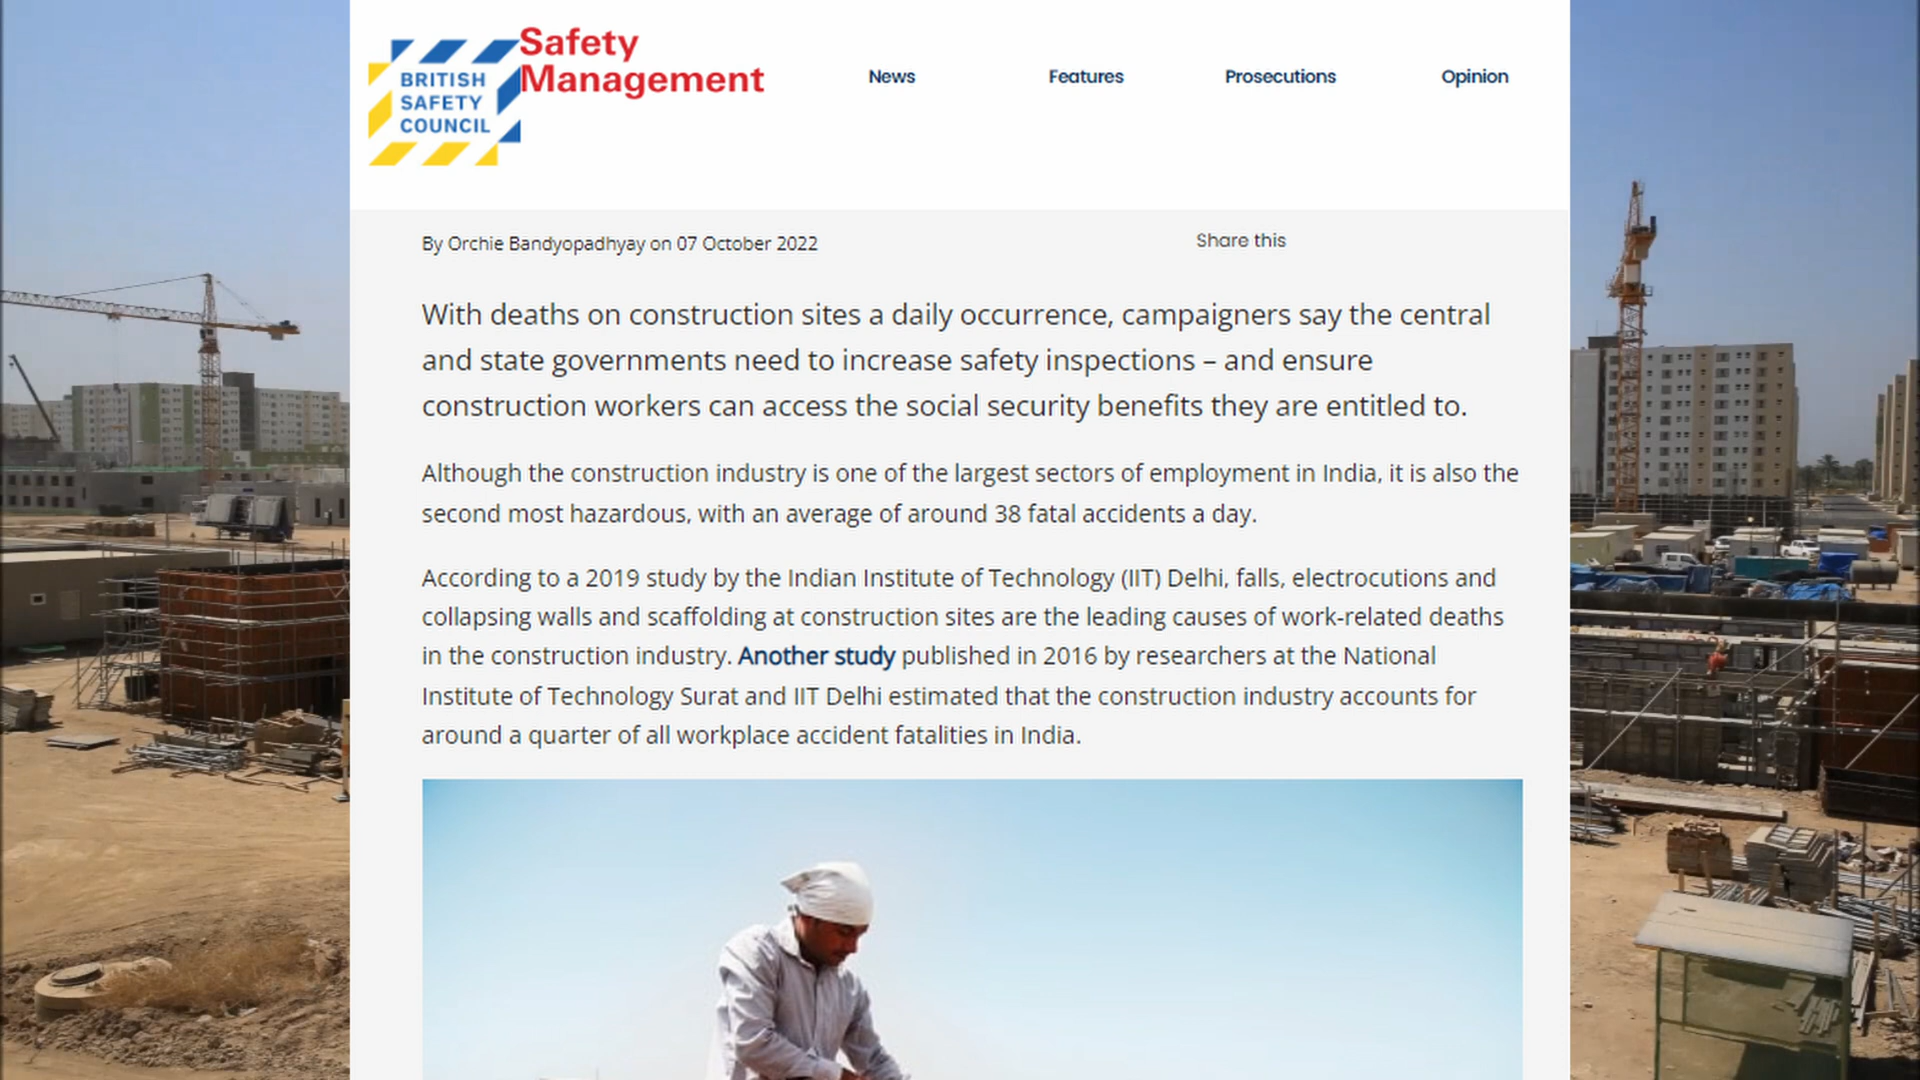 Safety
Management
BRITISH
SAFETY
COUNCIL
News
Features
Prosecutions
Opinion
By Orchie Bandyopadhyay on 07 October 2022
Share this
With deaths on construction sites a daily occurrence, campaigners say the central
and state governments need to increase safety inspections – and ensure
construction workers can access the social security benefits they are entitled to.
Although the construction industry is one of the largest sectors of employment in India, it is also the
second most hazardous, with an average of around 38 fatal accidents a day.
According to a 2019 study by the Indian Institute of Technology (IIT) Delhi, falls, electrocutions and
collapsing walls and scaffolding at construction sites are the leading causes of work-related deaths
in the construction industry. Another study published in 2016 by researchers at the National
Institute of Technology Surat and IIT Delhi estimated that the construction industry accounts for
around a quarter of all workplace accident fatalities in India.